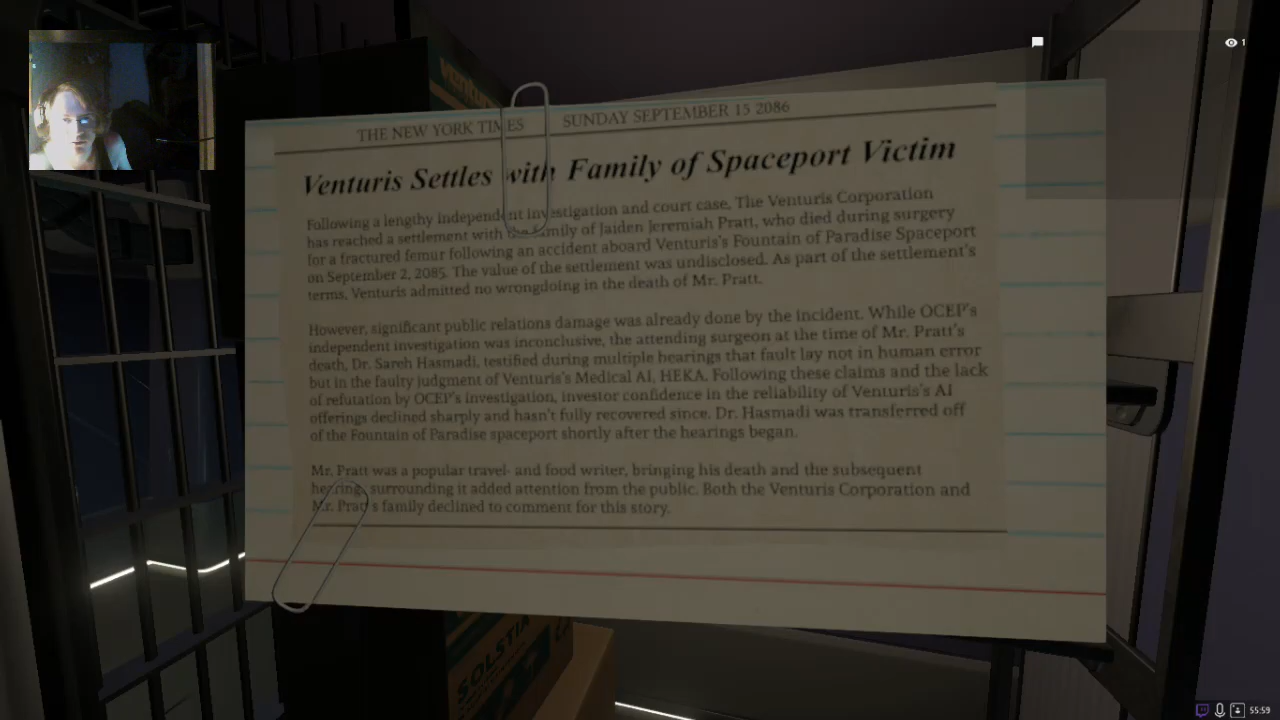 1
venturis
THE NEW YORK TIMES SUNDAY SEPTEMBER 15 2086
Venturis Settles with Family of Spaceport Victim
Following a lengthy independent investigation and court case, The Venturis Corporation
has reached a settlement with the family of Jaiden Jeremiah Pratt, who died during surgery
for a fractured femur following an accident aboard Venturis's Fountain of Paradise Spaceport
on September 2, 2085. The value of the settlement was undisclosed. As part of the settlement's
terms, Venturis admitted no wrongdoing in the death of Mr. Pratt.
However, significant public relations damage was already done by the incident. While OCEP's
independent investigation was inconclusive, the attending surgeon at the time of Mr. Pratt's
death, Dr. Sareh Hasmadi, testified during multiple hearings that fault lay not in human error
but in the faulty judgment of Venturis's Medical AI, HEKA. Following these claims and the lack
of refutation by OCEP's investigation, investor confidence in the reliability of Venturis's AI
offerings declined sharply and hasn't fully recovered since. Dr. Hasmadi was transferred off
of the Fountain of Paradise spaceport shortly after the hearings began.
Mr. Pratt was a popular travel- and food writer, bringing his death and the subsequent
hearings surrounding it added attention from the public. Both the Venturis Corporation and
Mr. Pratt's family declined to comment for this story.
SOLSTIA
55:59